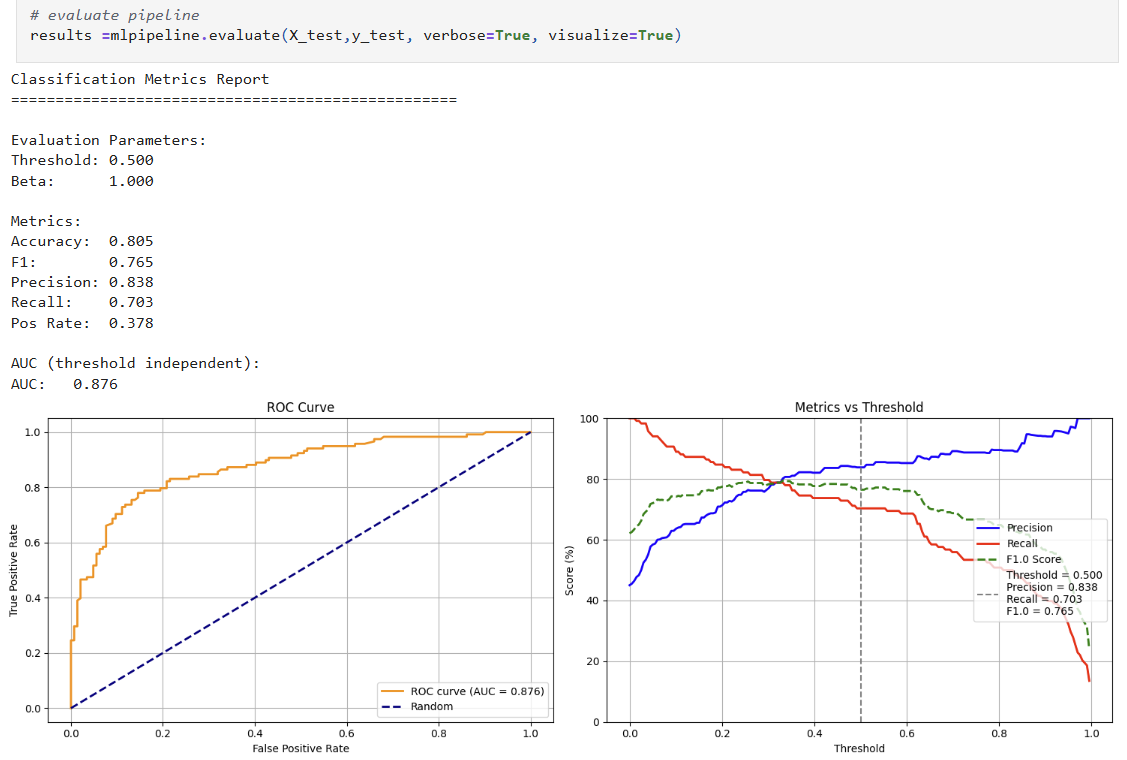 # evaluate pipeline
results =mlpipeline.evaluate(X_test,y_test, verbose=True, visualize=True)
Classification Metrics Report
==================================================
Evaluation Parameters:
Threshold: 0.500
Beta: 1.000
Metrics:
Accuracy: 0.805
F1: 0.765
Precision: 0.838
Recall: 0.703
Pos Rate: 0.378
AUC (threshold independent):
AUC: 0.876
ROC Curve
True Positive Rate
1.0
0.8
0.6
0.4
0.2
0.0
ROC curve (AUC = 0.876)
Random
0.0 0.2 0.4 0.6 0.8 1.0
False Positive Rate
Metrics vs Threshold
Score (%)
100
80
60
40
20
0
Precision
Recall
F1.0 Score
Threshold = 0.500
Precision = 0.838
Recall = 0.703
F1.0 = 0.765
0.0 0.2 0.4 0.6 0.8 1.0
Threshold